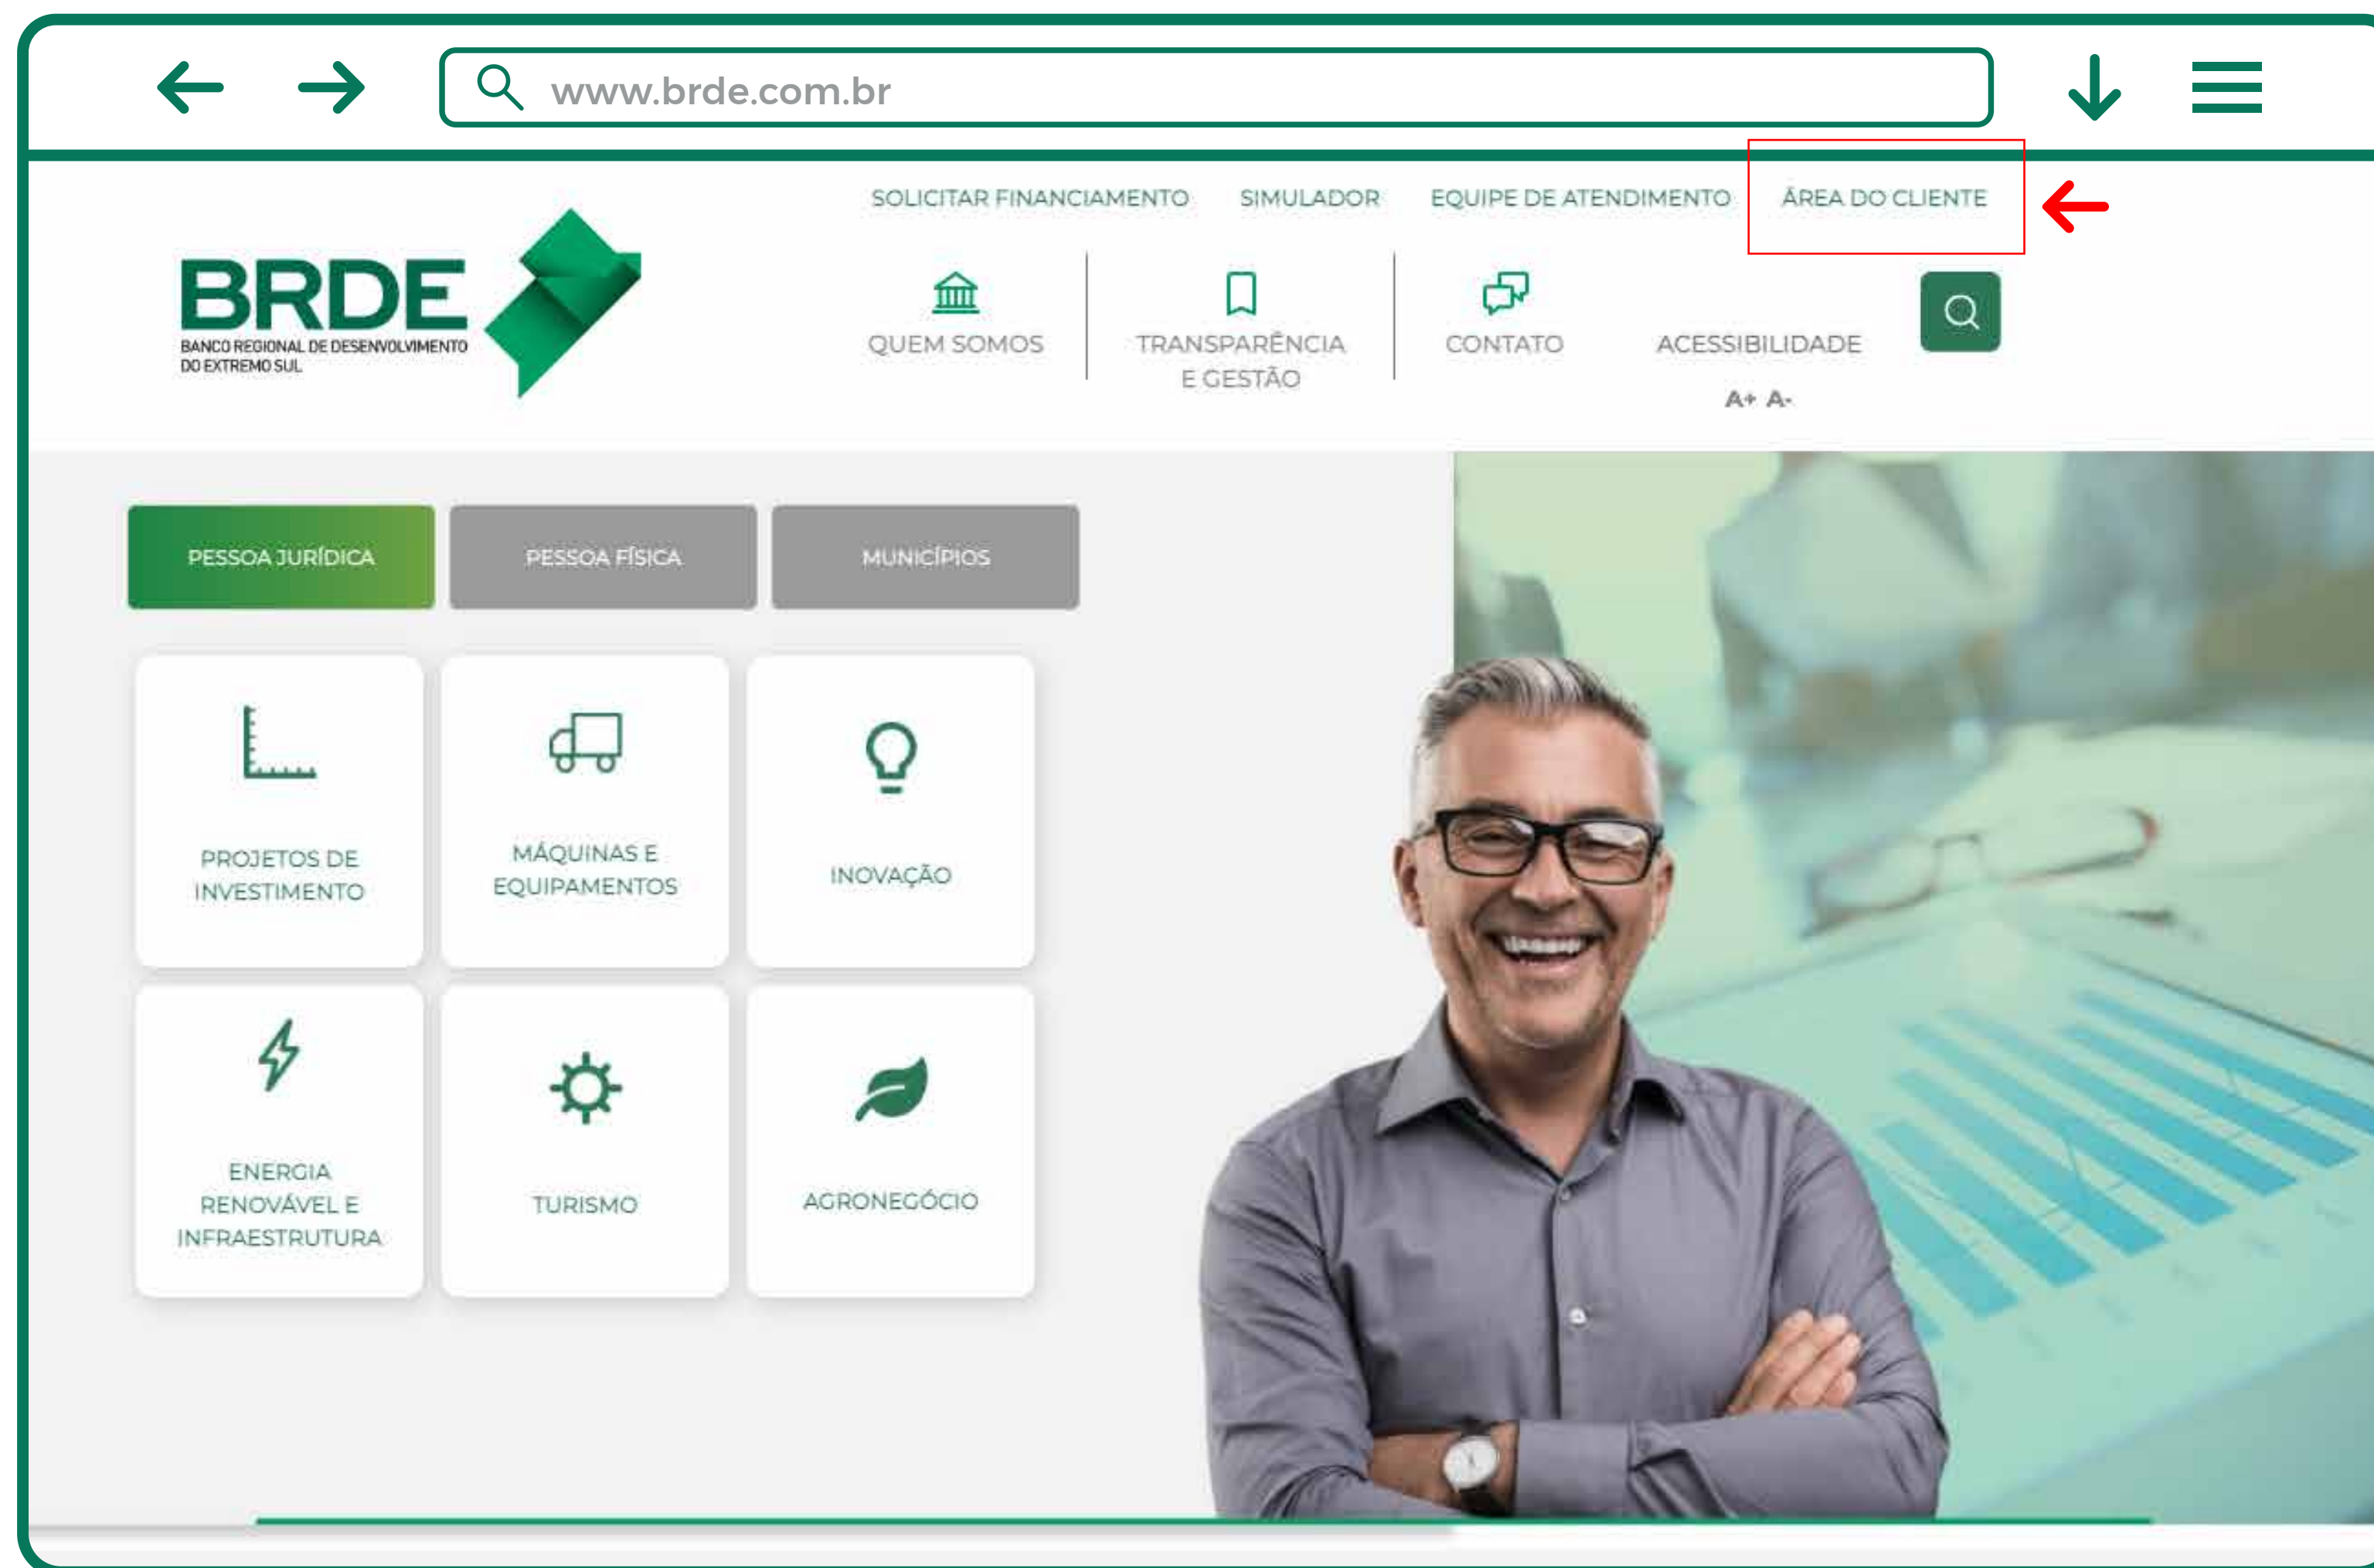 www.brde.com.br
SOLICITAR FINANCIAMENTO SIMULADOR EQUIPE DE ATENDIMENTO ÁREA DO CLIENTE
BRDE
BANCO REGIONAL DE DESENVOLVIMENTO
DO EXTREMO SUL
QUEM SOMOS
TRANSPARÊNCIA
E GESTÃO
CONTATO
ACESSIBILIDADE
A+ A-
PESSOA JURÍDICA
PESSOA FÍSICA
MUNICÍPIOS
PROJETOS DE
INVESTIMENTO
MÁQUINAS E
EQUIPAMENTOS
INOVAÇÃO
ENERGIA
RENOVÁVEL E
INFRAESTRUTURA
TURISMO
AGRONEGÓCIO